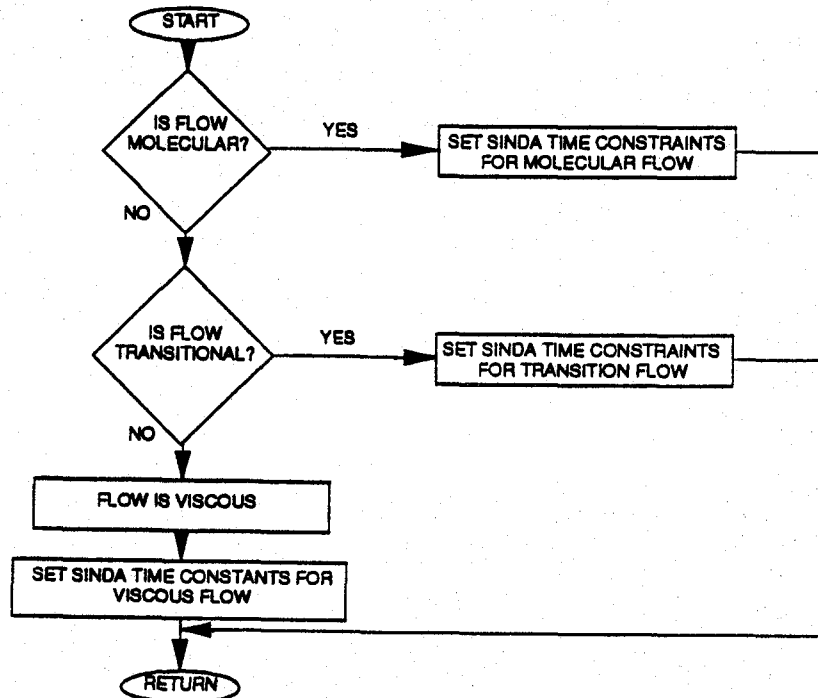 START
IS FLOW
MOLECULAR?
YES
SET SINDA TIME CONSTRAINTS
FOR MOLECULAR FLOW
NO
IS FLOW
TRANSITIONAL?
YES
SET SINDA TIME CONSTRAINTS
FOR TRANSITION FLOW
NO
FLOW IS VISCOUS
SET SINDA TIME CONSTANTS FOR
VISCOUS FLOW
RETURN